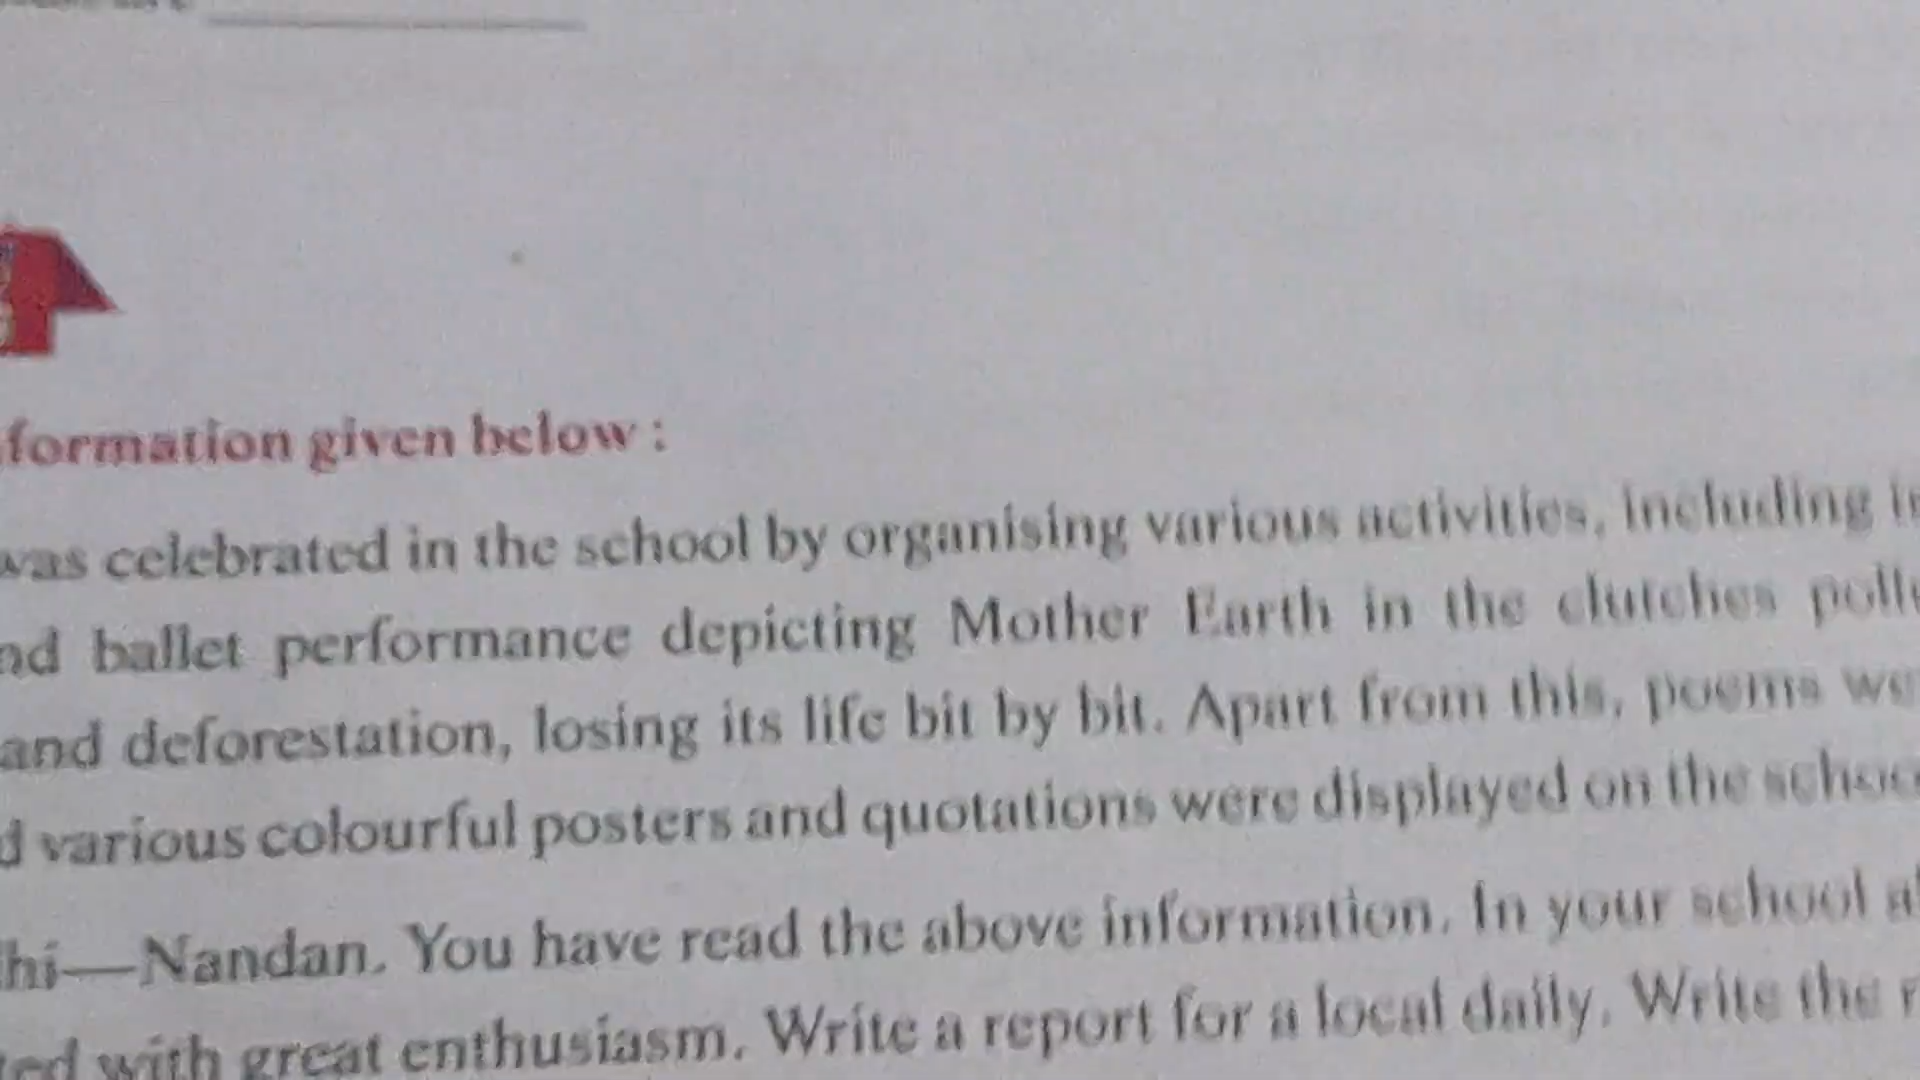 formation given below :
was celebrated in the school by organising various activities, including
ballet performance depicting Mother Earth in the clutches
and deforestation, losing its life bit by bit. Apart from this, poems
various colourful posters and quotations were displayed on the
hi—Nandan. You have read the above information. In your school
with great enthusiasm. Write a report for a local daily. Write the